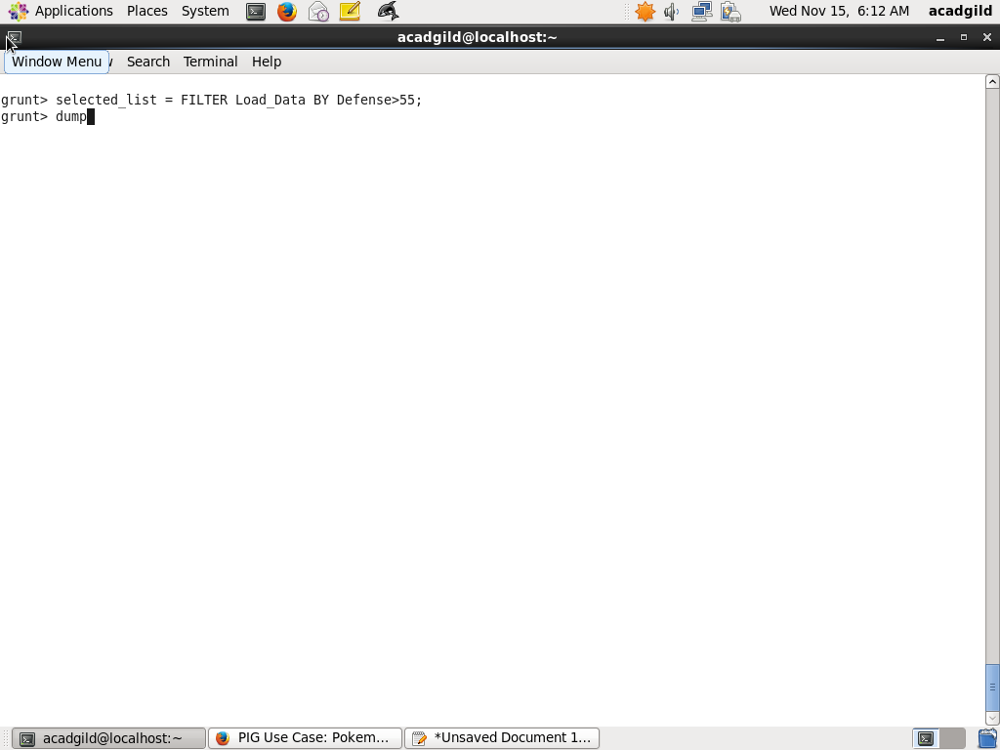 Applications Places System Wed Nov 15, 6:12 AM acadgild
acadgild@localhost:~
Window Menu Search Terminal Help
grunt> selected_list = FILTER Load_Data BY Defense>55;
grunt> dump
acadgild@localhost:~ PIG Use Case: Pokem... *Unsaved Document 1...